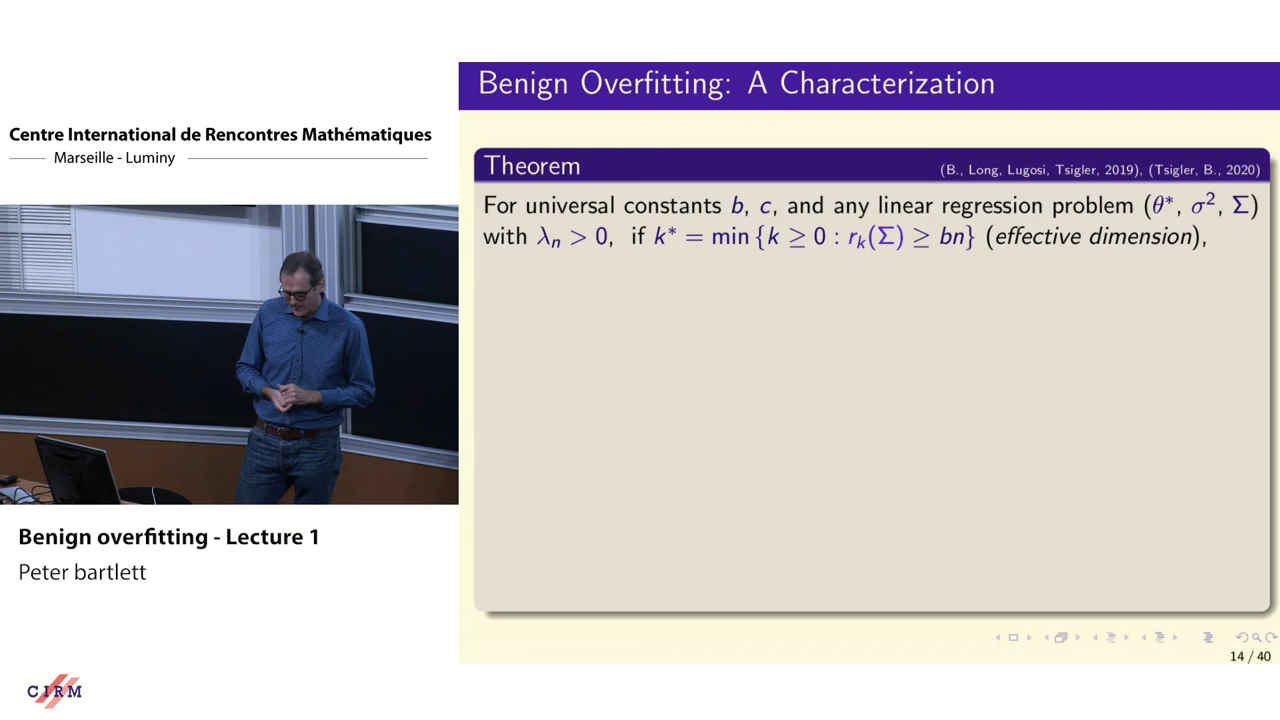 Centre International de Rencontres Mathématiques
Marseille - Luminy
Benign overfitting - Lecture 1
Peter bartlett
CIRM
Benign Overfitting: A Characterization
Theorem (B., Long, Lugosi, Tsigler, 2019), (Tsigler, B., 2020)
For universal constants b, c, and any linear regression problem (θ*, σ², Σ)
with λₙ > 0, if k* = min {k ≥ 0 : rₖ(Σ) ≥ bn} (effective dimension),
14 / 40